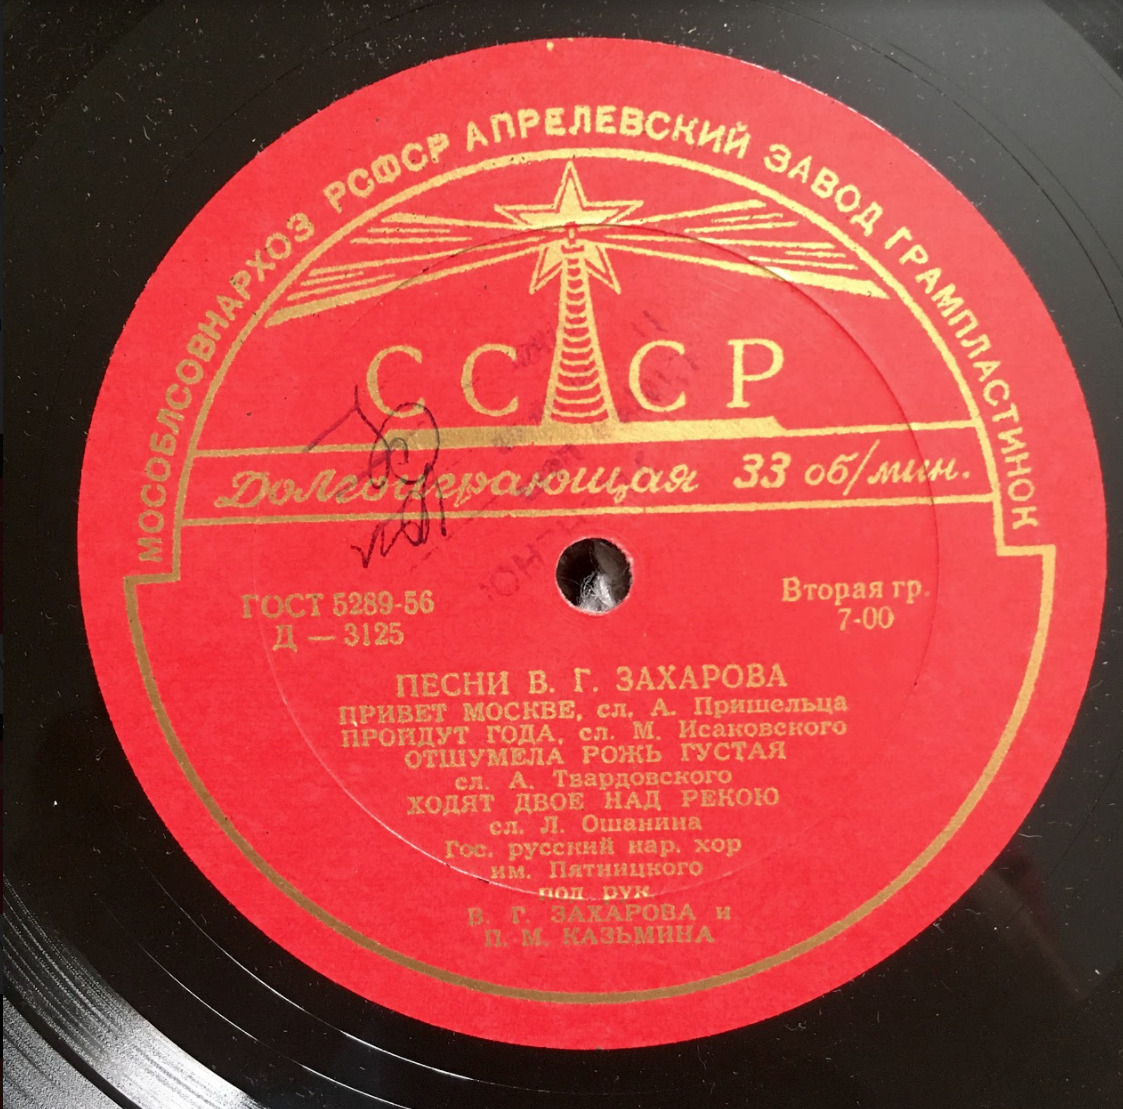 МОСОБЛСОВНАРХОЗ РСФСР АПРЕЛЕВСКИЙ ЗАВОД ГРАМПЛАСТИНОК
СССР
Долгоиграющая 33 об/мин.
ГОСТ 5289-56
Д — 3125
Вторая гр.
7-00
ПЕСНИ В. Г. ЗАХАРОВА
ПРИВЕТ МОСКВЕ, сл. А. Пришельца
ПРОЙДУТ ГОДА, сл. М. Исаковского
ОТШУМЕЛА РОЖЬ ГУСТАЯ
сл. А. Твардовского
ХОДЯТ ДВОЕ НАД РЕКОЮ
сл. Л. Ошанина
Гос. русский нар. хор
им. Пятницкого
под рук.
В. Г. ЗАХАРОВА и
П. М. КАЗЬМИНА